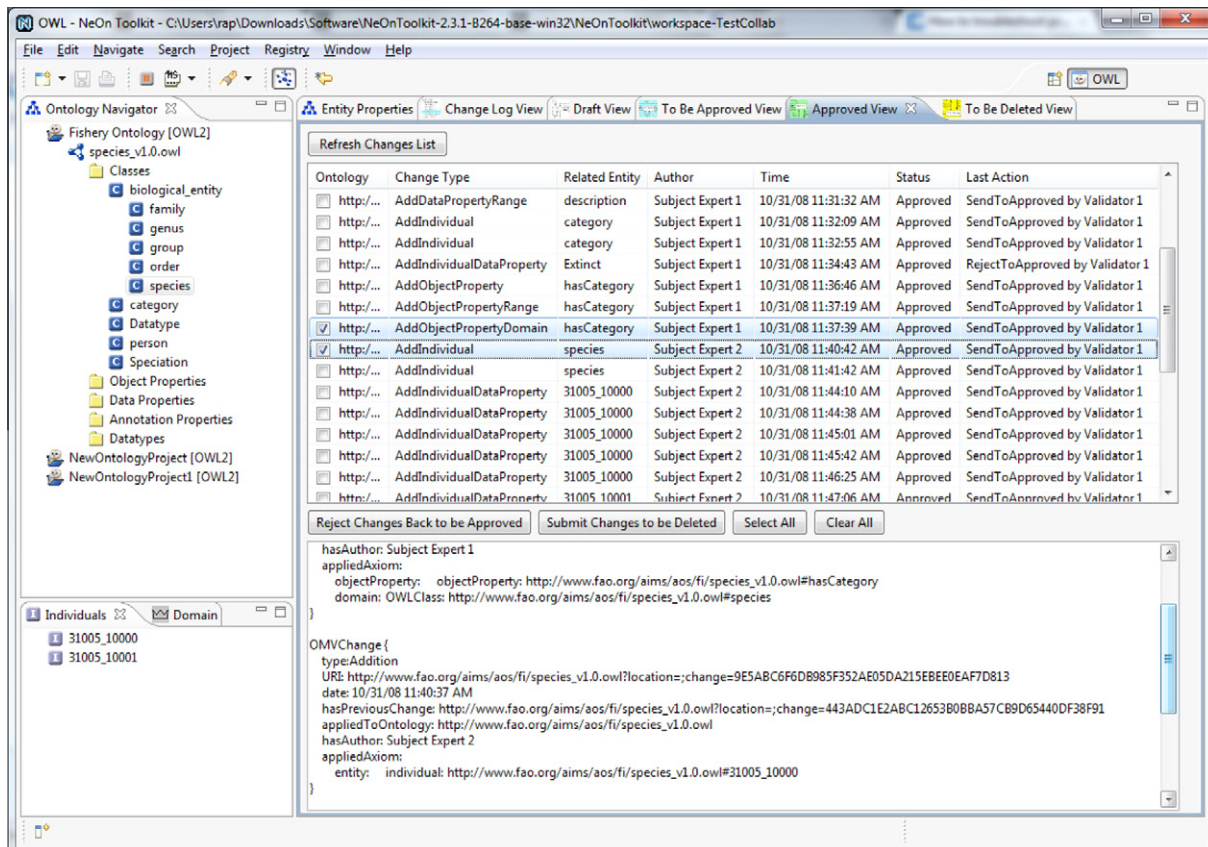 OWL - NeOn Toolkit - C:\Users\rap\Downloads\Software\NeOnToolkit-2.3.1-B264-base-win32\NeOnToolkit\workspace-TestCollab
File Edit Navigate Search Project Registry Window Help
OWL
Ontology Navigator
Fishery Ontology [OWL2]
species_v1.0.owl
Classes
biological_entity
family
genus
group
order
species
category
Datatype
person
Speciation
Object Properties
Data Properties
Annotation Properties
Datatypes
NewOntologyProject [OWL2]
NewOntologyProject1 [OWL2]
Individuals Domain
31005_10000
31005_10001
Entity Properties Change Log View Draft View To Be Approved View Approved View To Be Deleted View
Refresh Changes List
Ontology Change Type Related Entity Author Time Status Last Action
http:/... AddDataPropertyRange description Subject Expert 1 10/31/08 11:31:32 AM Approved SendToApproved by Validator 1
http:/... AddIndividual category Subject Expert 1 10/31/08 11:32:09 AM Approved SendToApproved by Validator 1
http:/... AddIndividual category Subject Expert 1 10/31/08 11:32:55 AM Approved SendToApproved by Validator 1
http:/... AddIndividualDataProperty Extinct Subject Expert 1 10/31/08 11:34:43 AM Approved RejectToApproved by Validator 1
http:/... AddObjectProperty hasCategory Subject Expert 1 10/31/08 11:36:46 AM Approved SendToApproved by Validator 1
http:/... AddObjectPropertyRange hasCategory Subject Expert 1 10/31/08 11:37:19 AM Approved SendToApproved by Validator 1
http:/... AddObjectPropertyDomain hasCategory Subject Expert 1 10/31/08 11:37:39 AM Approved SendToApproved by Validator 1
http:/... AddIndividual species Subject Expert 2 10/31/08 11:40:42 AM Approved SendToApproved by Validator 1
http:/... AddIndividual species Subject Expert 2 10/31/08 11:41:42 AM Approved SendToApproved by Validator 1
http:/... AddIndividualDataProperty 31005_10000 Subject Expert 2 10/31/08 11:44:10 AM Approved SendToApproved by Validator 1
http:/... AddIndividualDataProperty 31005_10000 Subject Expert 2 10/31/08 11:44:38 AM Approved SendToApproved by Validator 1
http:/... AddIndividualDataProperty 31005_10000 Subject Expert 2 10/31/08 11:45:01 AM Approved SendToApproved by Validator 1
http:/... AddIndividualDataProperty 31005_10000 Subject Expert 2 10/31/08 11:45:42 AM Approved SendToApproved by Validator 1
http:/... AddIndividualDataProperty 31005_10000 Subject Expert 2 10/31/08 11:46:25 AM Approved SendToApproved by Validator 1
http:/... AddIndividualDataProperty 31005_10001 Subject Expert 2 10/31/08 11:47:06 AM Approved SendToApproved by Validator 1
Reject Changes Back to be Approved Submit Changes to be Deleted Select All Clear All
hasAuthor: Subject Expert 1
appliedAxiom:
objectProperty: objectProperty: http://www.fao.org/aims/aos/fi/species_v1.0.owl#hasCategory
domain: OWLClass: http://www.fao.org/aims/aos/fi/species_v1.0.owl#species
}
OMVChange {
type:Addition
URI: http://www.fao.org/aims/aos/fi/species_v1.0.owl?location=;change=9E5ABC6F6DB985F352AE05DA215EBEE0EAF7D813
date: 10/31/08 11:40:37 AM
hasPreviousChange: http://www.fao.org/aims/aos/fi/species_v1.0.owl?location=;change=443ADC1E2ABC12653B0BBA57CB9D65440DF38F91
appliedToOntology: http://www.fao.org/aims/aos/fi/species_v1.0.owl
hasAuthor: Subject Expert 2
appliedAxiom:
entity: individual: http://www.fao.org/aims/aos/fi/species_v1.0.owl#31005_10000
}